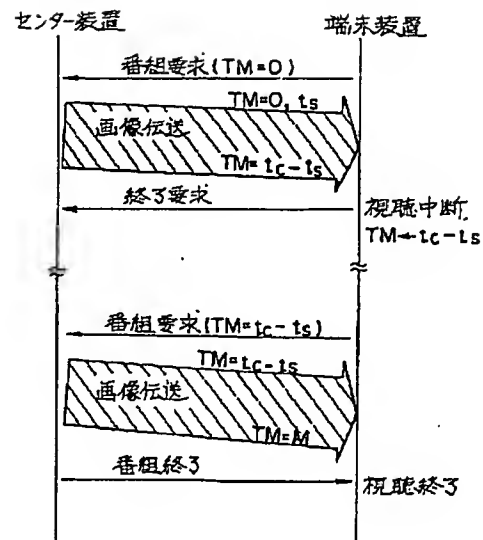 センター装置 端末装置
番組要求(TM=0)
TM=0, ts
画像伝送
TM=tc-ts
終了要求
視聴中断
TM←tc-ts
番組要求(TM=tc-ts)
TM=tc-ts
画像伝送
TM=M
番組終了
視聴終了